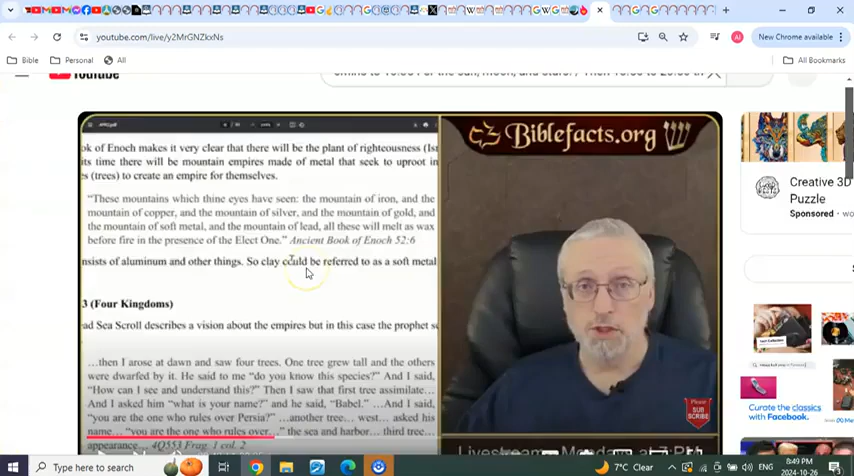 youtube.com/live/y2MrGNZkxNs
New Chrome available
Bible
Personal
All
All Bookmarks
YouTube
ok of Enoch makes it very clear that there will be the plant of righteousness (Isr
its time there will be mountain empires made of metal that seek to uproot in
s (trees) to create an empire for themselves.
“These mountains which thine eyes have seen: the mountain of iron, and the
mountain of copper, and the mountain of silver, and the mountain of gold, and
the mountain of soft metal, and the mountain of lead, all these will melt as wax
before fire in the presence of the Elect One.” Ancient Book of Enoch 52:6
nsists of aluminum and other things. So clay could be referred to as a soft metal
3 (Four Kingdoms)
ad Sea Scroll describes a vision about the empires but in this case the prophet s
…then I arose at dawn and saw four trees. One tree grew tall and the others
were dwarfed by it. He said to me “do you know this species?” And I said,
“How can I see and understand this?” Then I saw that first tree assimilate…
And I asked him “what is your name?” and he said, “Babel.” …And I said,
“you are the one who rules over Persia?” …another tree… west… asked his
name… “you are the one who rules over…” the sea and harbor… third tree…
appearance… 4Q553 Frag. 1 col. 2
Biblefacts.org
Please
SUB
SCRIBE
Livestream Mondays at 7 PM
Creative 3D
Puzzle
Sponsored
Curate the classics
with Facebook.
Type here to search
7°C Clear
8:49 PM
2024-10-